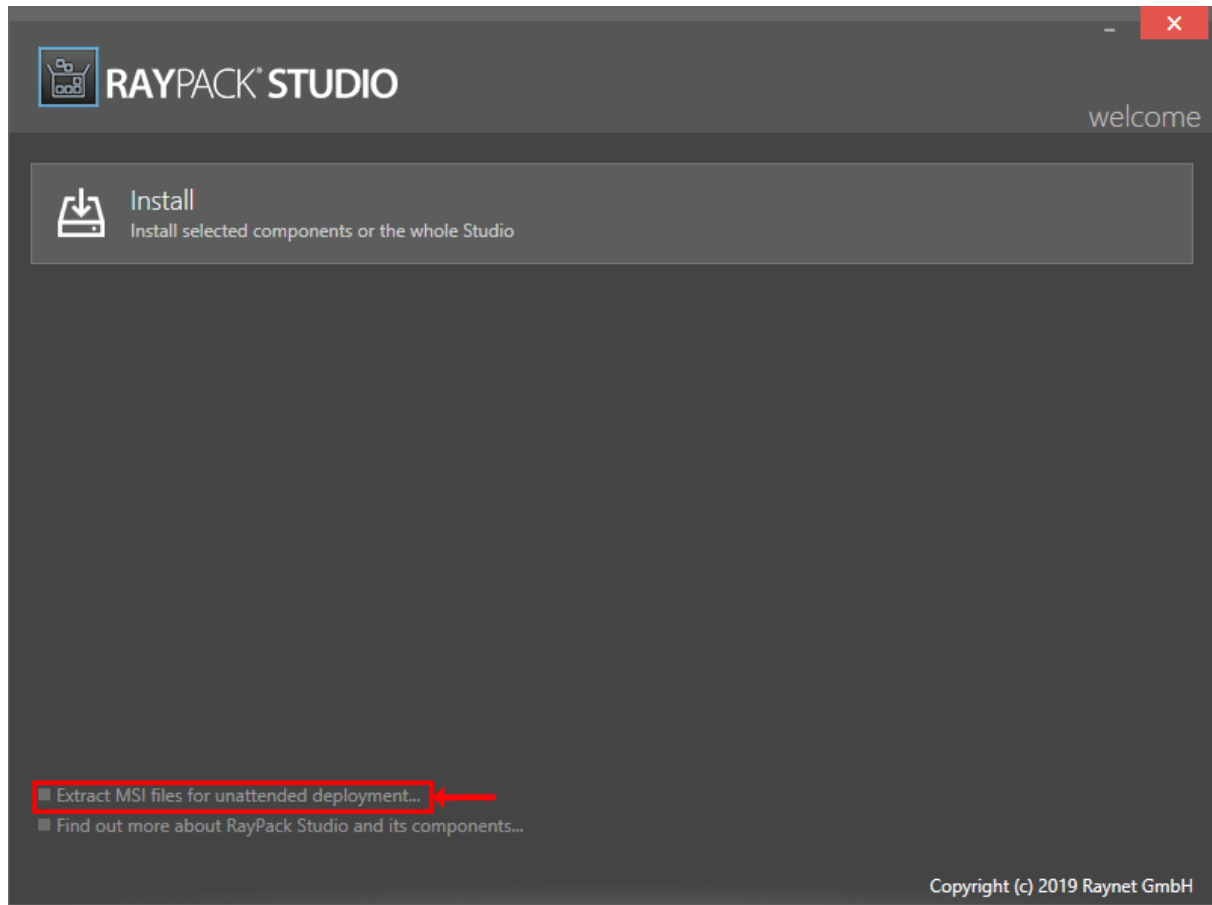 RAYPACK® STUDIO
welcome
Install
Install selected components or the whole Studio
Extract MSI files for unattended deployment...
Find out more about RayPack Studio and its components...
Copyright (c) 2019 Raynet GmbH